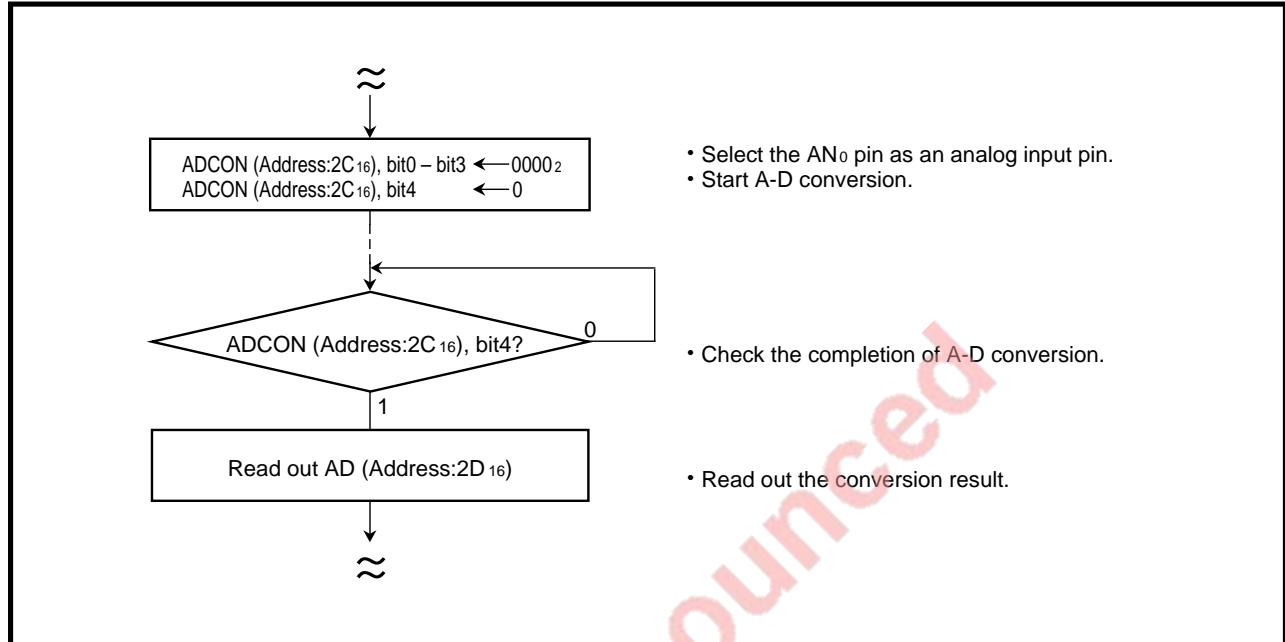 ≈
ADCON (Address:2C16), bit0 – bit3 ←00002
ADCON (Address:2C16), bit4 ←0
• Select the AN0 pin as an analog input pin.
• Start A-D conversion.
ADCON (Address:2C16), bit4?
0
• Check the completion of A-D conversion.
1
Read out AD (Address:2D16)
• Read out the conversion result.
≈
ounced